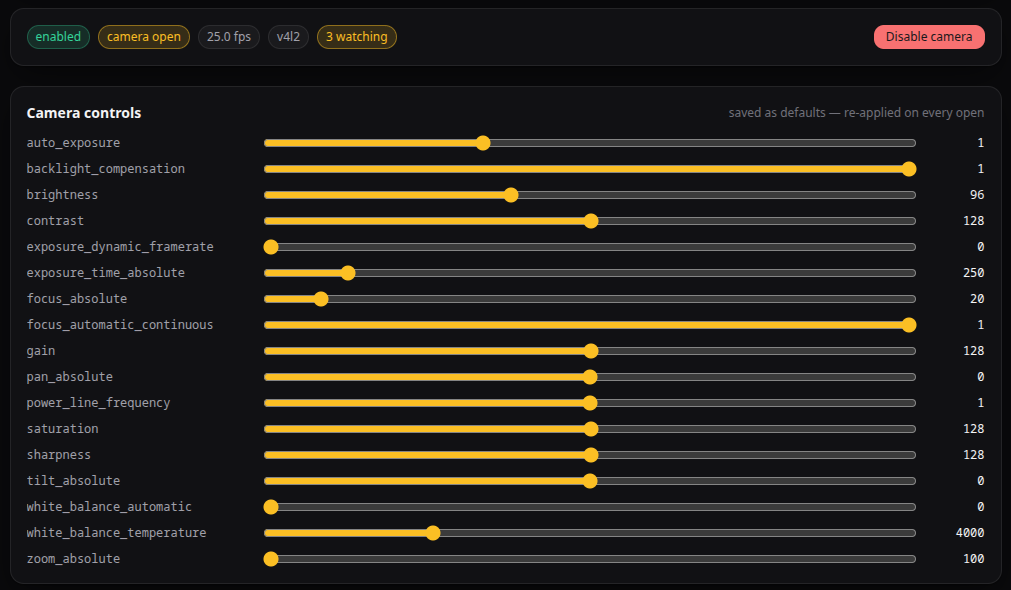 enabled camera open 25.0 fps v4l2 3 watching Disable camera
Camera controls saved as defaults — re-applied on every open
auto_exposure 1
backlight_compensation 1
brightness 96
contrast 128
exposure_dynamic_framerate 0
exposure_time_absolute 250
focus_absolute 20
focus_automatic_continuous 1
gain 128
pan_absolute 0
power_line_frequency 1
saturation 128
sharpness 128
tilt_absolute 0
white_balance_automatic 0
white_balance_temperature 4000
zoom_absolute 100